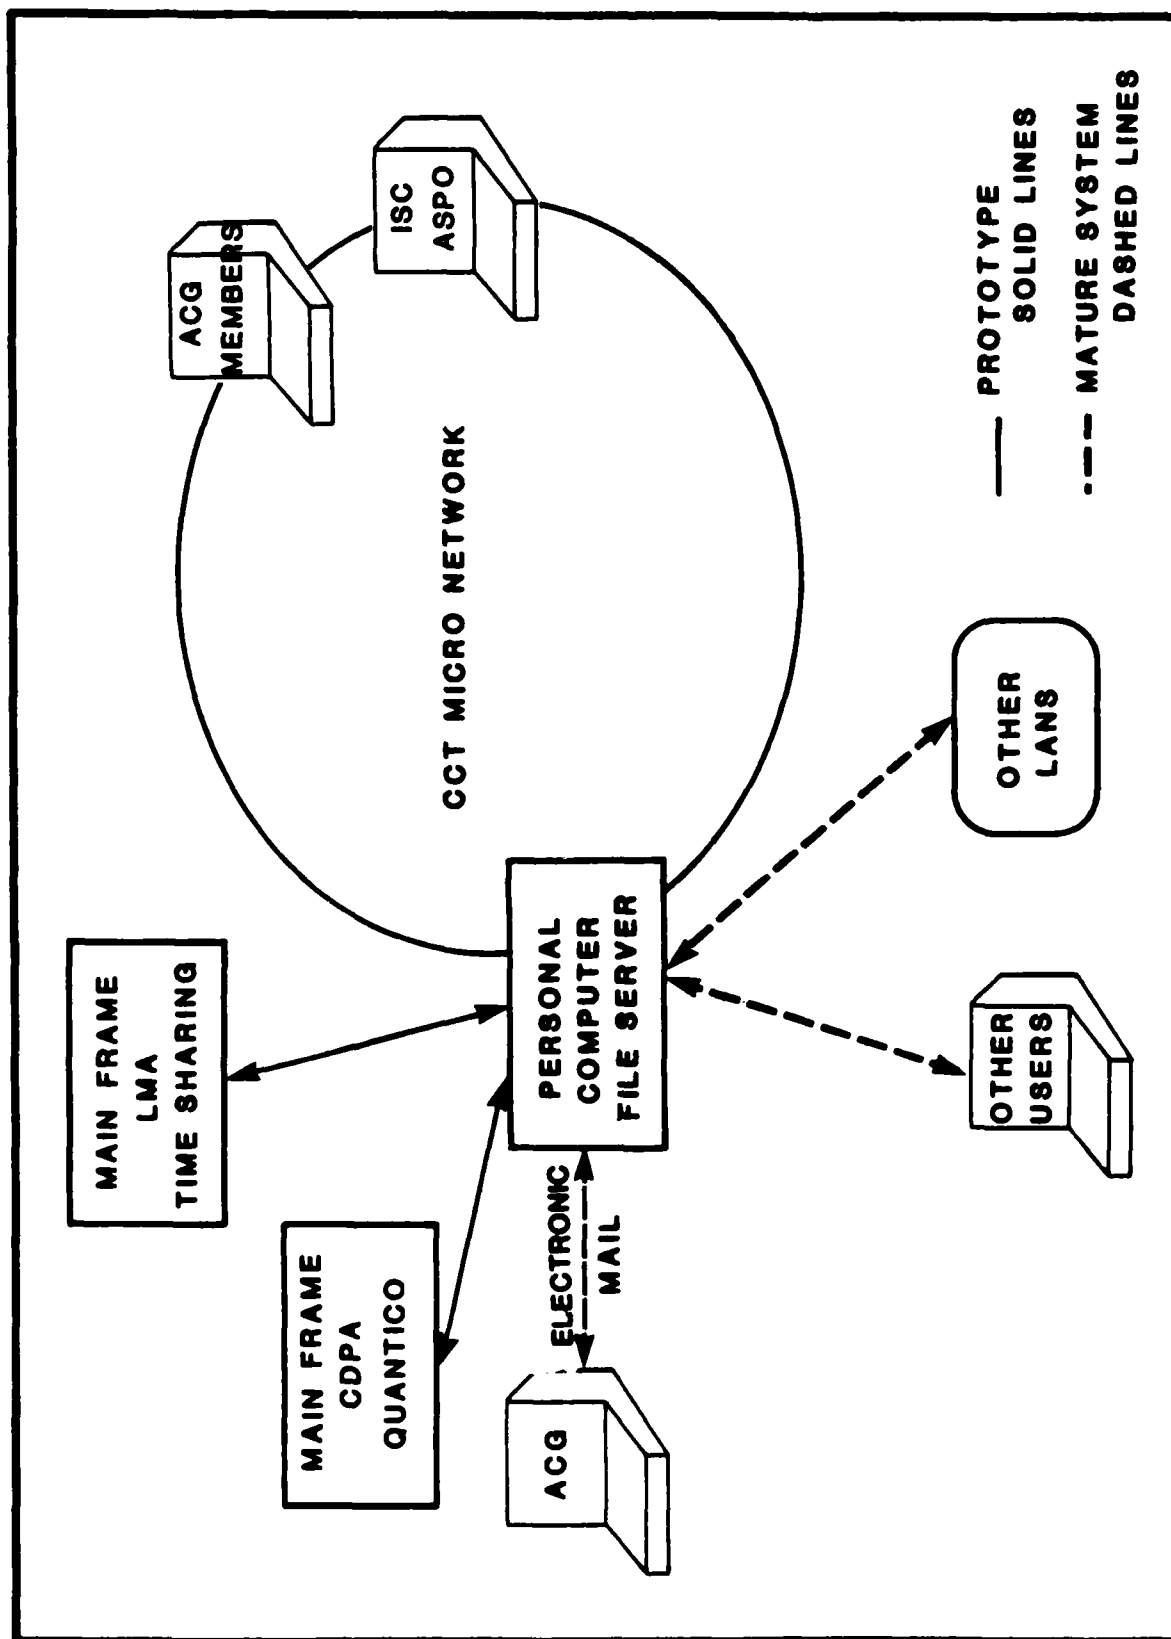 MAIN FRAME
LMA
TIME SHARING
MAIN FRAME
CDPA
QUANTICO
ACG
MEMBERS
ISC
ASPO
CCT MICRO NETWORK
ACG
ELECTRONIC
MAIL
PERSONAL
COMPUTER
FILE SERVER
OTHER
USERS
OTHER
LANS
PROTOTYPE
SOLID LINES
MATURE SYSTEM
DASHED LINES